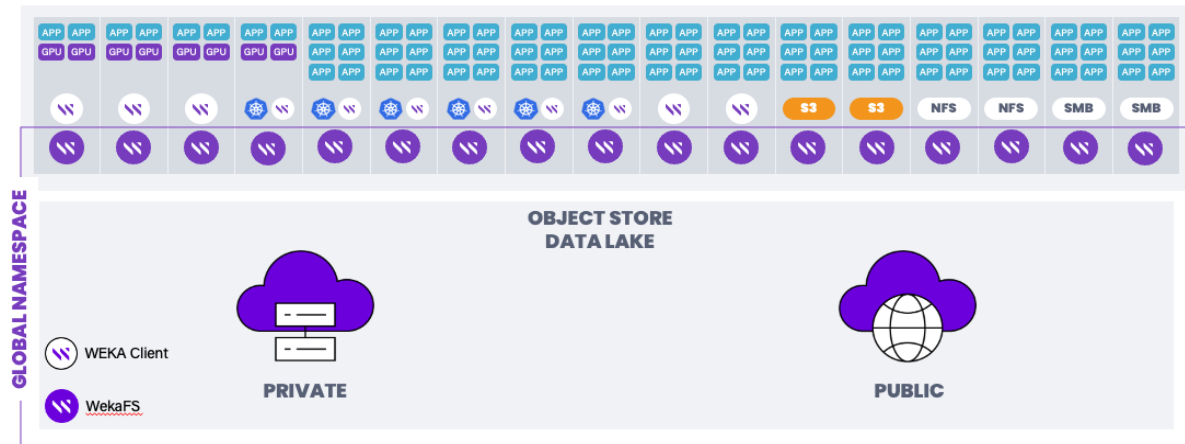 APP APP APP APP APP APP APP APP APP APP APP APP APP APP APP APP APP APP APP APP APP APP APP APP APP APP APP APP APP APP APP APP APP APP
GPU GPU GPU GPU GPU GPU GPU GPU APP APP APP APP APP APP APP APP APP APP APP APP APP APP APP APP APP APP APP APP APP APP APP APP APP APP
APP APP APP APP APP APP APP APP APP APP APP APP APP APP APP APP APP APP APP APP APP APP APP APP APP APP
S3 S3 NFS NFS SMB SMB
GLOBAL NAMESPACE
OBJECT STORE
DATA LAKE
WEKA Client
WekaFS
PRIVATE
PUBLIC